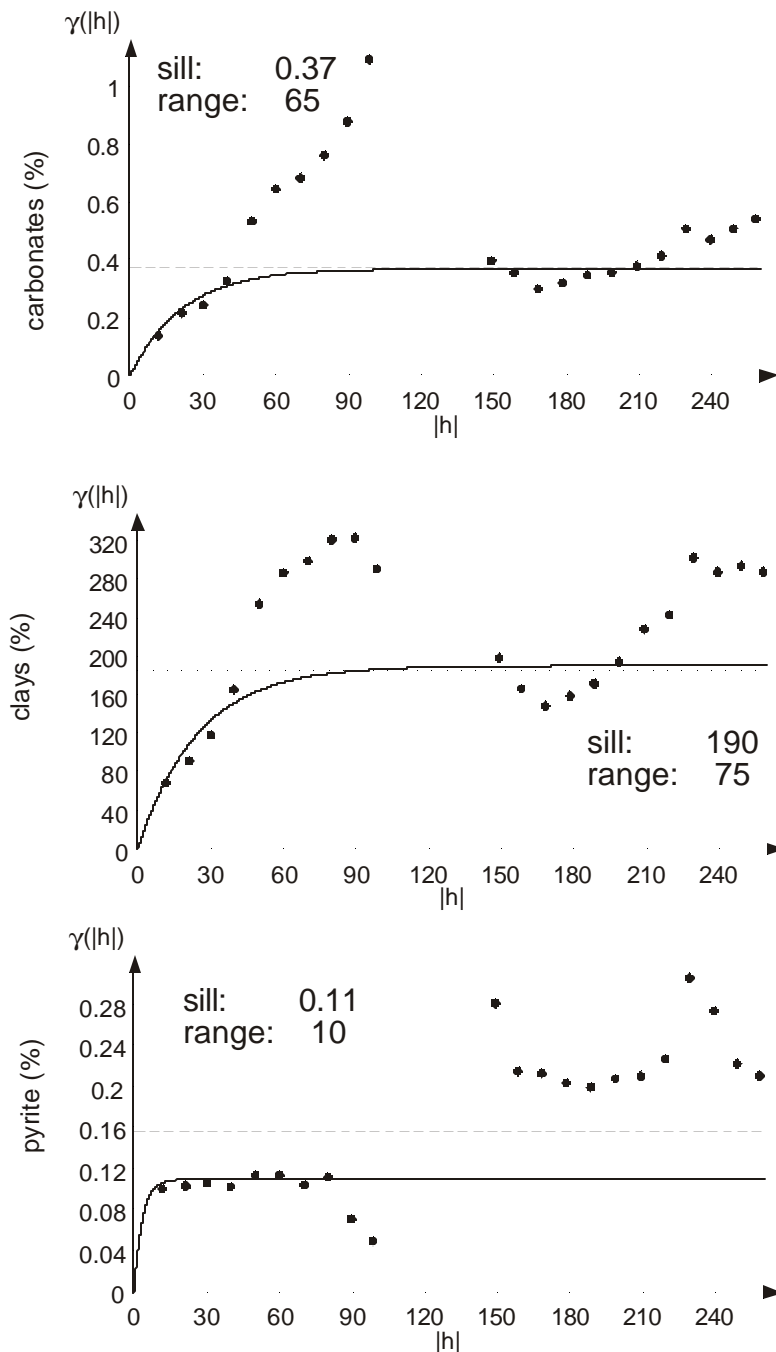 γ(|h|)
sill: 0.37
range: 65
1
0.8
0.6
0.4
0.2
0
carbonates (%)
0 30 60 90 120 150 180 210 240
|h|
γ(|h|)
320
280
240
200
160
120
80
40
0
clays (%)
sill: 190
range: 75
0 30 60 90 120 150 180 210 240
|h|
γ(|h|)
sill: 0.11
range: 10
0.28
0.24
0.2
0.16
0.12
0.08
0.04
0
pyrite (%)
0 30 60 90 120 150 180 210 240
|h|